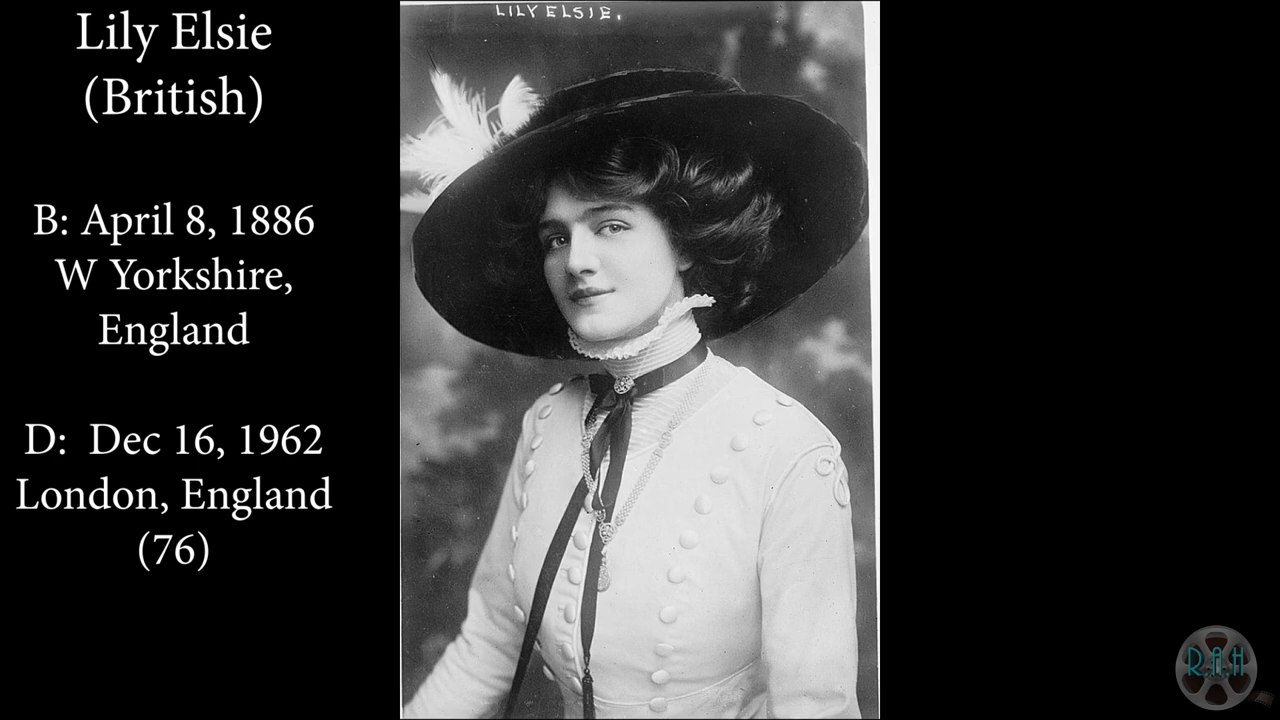 Lily Elsie
(British)
B: April 8, 1886
W Yorkshire,
England
D: Dec 16, 1962
London, England
(76)
LILY ELSIE.
R.A.H